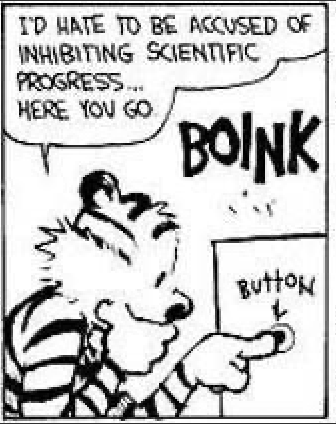 I'D HATE TO BE ACCUSED OF
INHIBITING SCIENTIFIC
PROGRESS...
HERE YOU GO.
BOINK
BUTTON